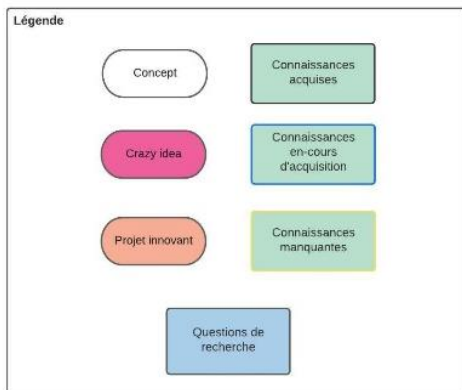 Légende
Concept
Connaissances
acquises
Crazy idea
Connaissances
en-cours
d'acquisition
Projet innovant
Connaissances
manquantes
Questions de
recherche